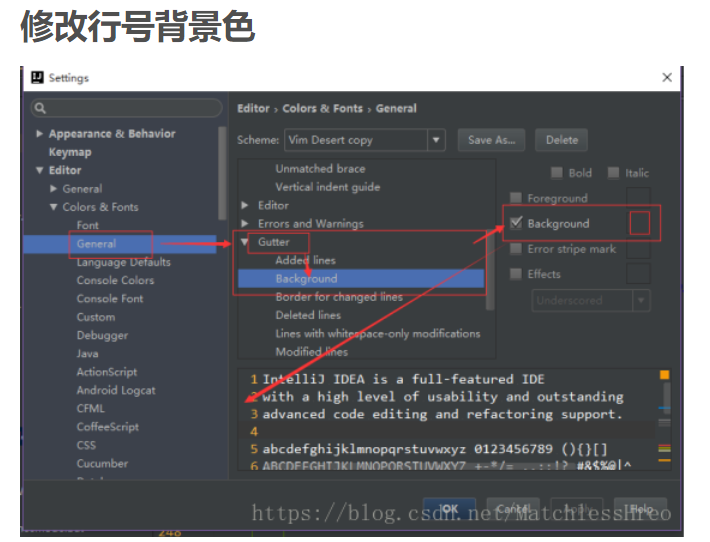 修改行号背景色
Settings
Editor › Colors & Fonts › General
Appearance & Behavior
Keymap
Editor
General
Colors & Fonts
Font
General
Language Defaults
Console Colors
Console Font
Custom
Debugger
Java
ActionScript
Android Logcat
CFML
CoffeeScript
CSS
Cucumber
Scheme: Vim Desert copy Save As... Delete
Unmatched brace
Vertical indent guide
Editor
Errors and Warnings
Gutter
Added lines
Background
Border for changed lines
Deleted lines
Lines with whitespace-only modifications
Modified lines
Bold Italic
Foreground
Background
Error stripe mark
Effects
Underscored
1 IntelliJ IDEA is a full-featured IDE
2 with a high level of usability and outstanding
3 advanced code editing and refactoring support.
4
5 abcdefghijklmnopqrstuvwxyz 0123456789 (){}[]
6 ABCDEFGHIJKLMNOPQRSTUVWXYZ +-*/= .,:;!? #&$%@|^
OK Cancel Apply Help
https://blog.csdn.net/MatchlessHreo
248